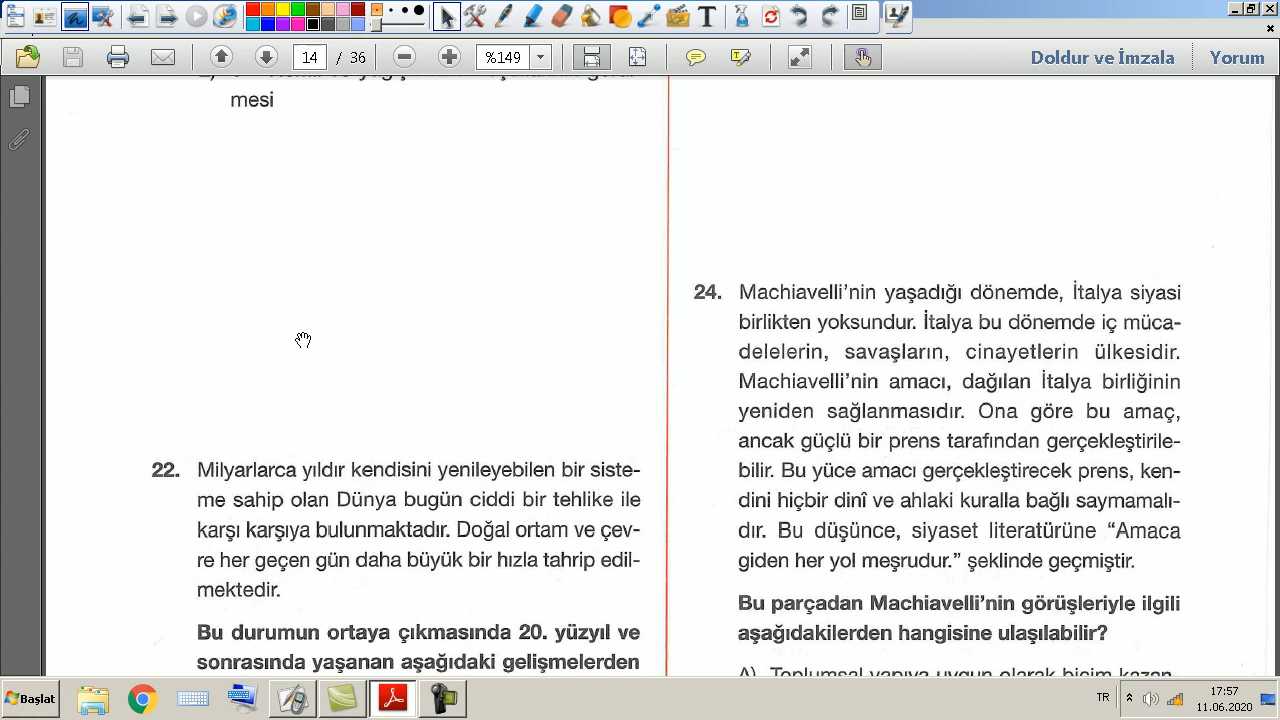 14 / 36
%149
Doldur ve İmzala
Yorum
mesi
22. Milyarlarca yıldır kendisini yenileyebilen bir siste-
me sahip olan Dünya bugün ciddi bir tehlike ile
karşı karşıya bulunmaktadır. Doğal ortam ve çev-
re her geçen gün daha büyük bir hızla tahrip edil-
mektedir.
Bu durumun ortaya çıkmasında 20. yüzyıl ve
sonrasında yaşanan aşağıdaki gelişmelerden
24. Machiavelli’nin yaşadığı dönemde, İtalya siyasi
birlikten yoksundur. İtalya bu dönemde iç müca-
delelerin, savaşların, cinayetlerin ülkesidir.
Machiavelli’nin amacı, dağılan İtalya birliğinin
yeniden sağlanmasıdır. Ona göre bu amaç,
ancak güçlü bir prens tarafından gerçekleştirile-
bilir. Bu yüce amacı gerçekleştirecek prens, ken-
dini hiçbir dinî ve ahlaki kuralla bağlı saymamalı-
dır. Bu düşünce, siyaset literatürüne “Amaca
giden her yol meşrudur.” şeklinde geçmiştir.
Bu parçadan Machiavelli’nin görüşleriyle ilgili
aşağıdakilerden hangisine ulaşılabilir?
A) Toplumsal yapıya uygun olarak biçim kazan-
Başlat
TR
17:57
11.06.2020